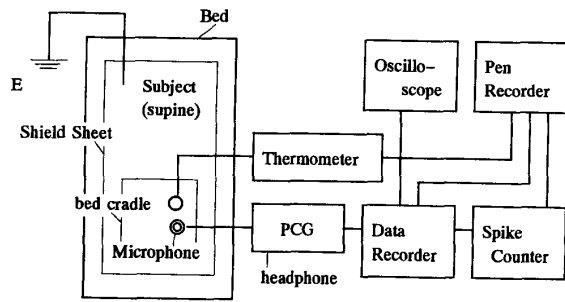 Bed
E
Subject
(supine)
Shield Sheet
bed cradle
Microphone
Thermometer
PCG
headphone
Oscillo-
scope
Pen
Recorder
Data
Recorder
Spike
Counter